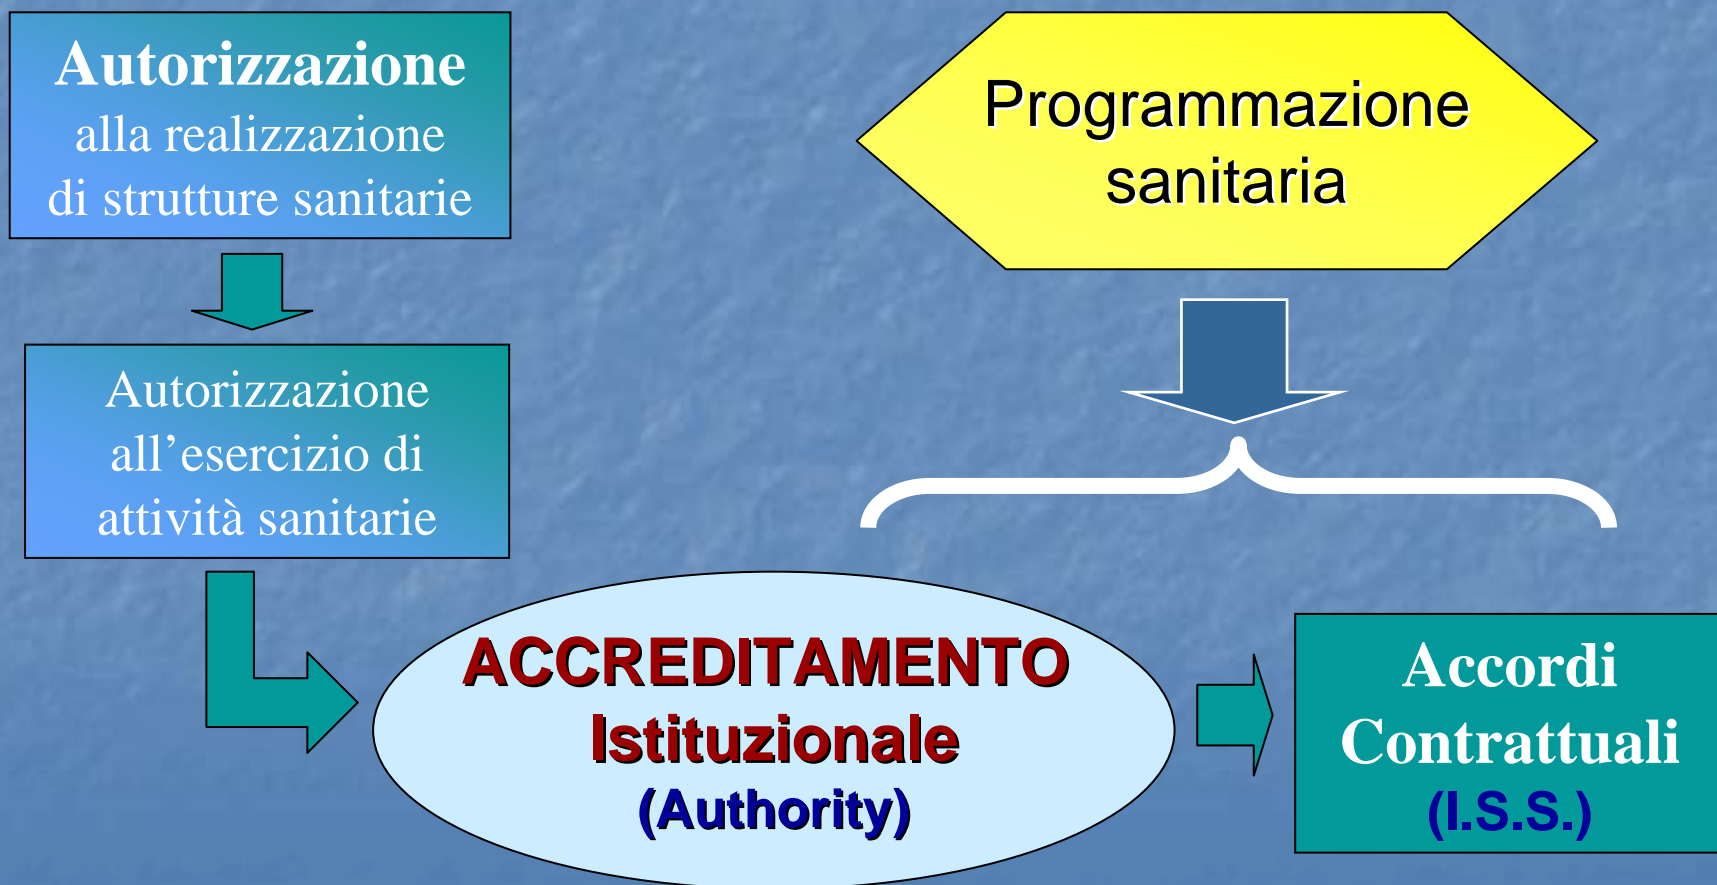 Autorizzazione
alla realizzazione
di strutture sanitarie
Programmazione
sanitaria
Autorizzazione
all’esercizio di
attività sanitarie
ACCREDITAMENTO
Istituzionale
(Authority)
Accordi
Contrattuali
(I.S.S.)